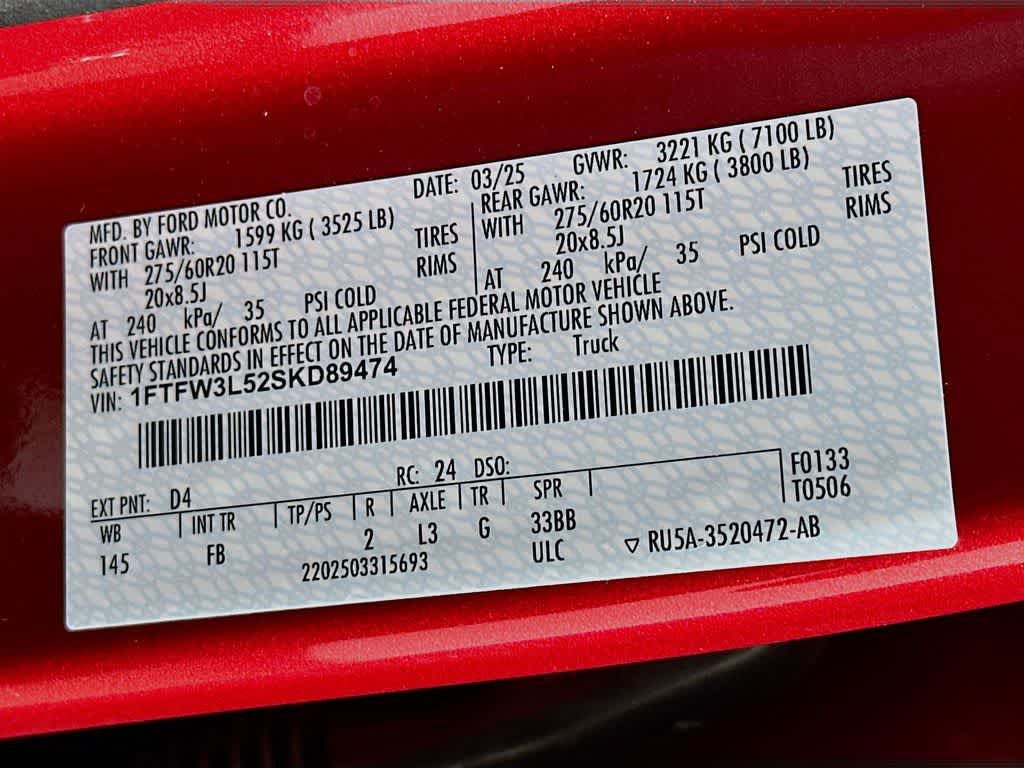 MFD. BY FORD MOTOR CO. DATE: 03/25 GVWR: 3221 KG ( 7100 LB)
FRONT GAWR: 1599 KG ( 3525 LB) REAR GAWR: 1724 KG ( 3800 LB)
WITH 275/60R20 115T TIRES WITH 275/60R20 115T TIRES
20x8.5J RIMS 20x8.5J RIMS
AT 240 kPa/ 35 PSI COLD AT 240 kPa/ 35 PSI COLD
THIS VEHICLE CONFORMS TO ALL APPLICABLE FEDERAL MOTOR VEHICLE
SAFETY STANDARDS IN EFFECT ON THE DATE OF MANUFACTURE SHOWN ABOVE.
VIN: 1FTFW3L52SKD89474 TYPE: Truck
EXT PNT: D4 RC: 24 DSO: F0133
WB INT TR TP/PS R AXLE TR SPR T0506
145 FB 2 L3 G 33BB
2202503315693 ULC ▽ RU5A-3520472-AB